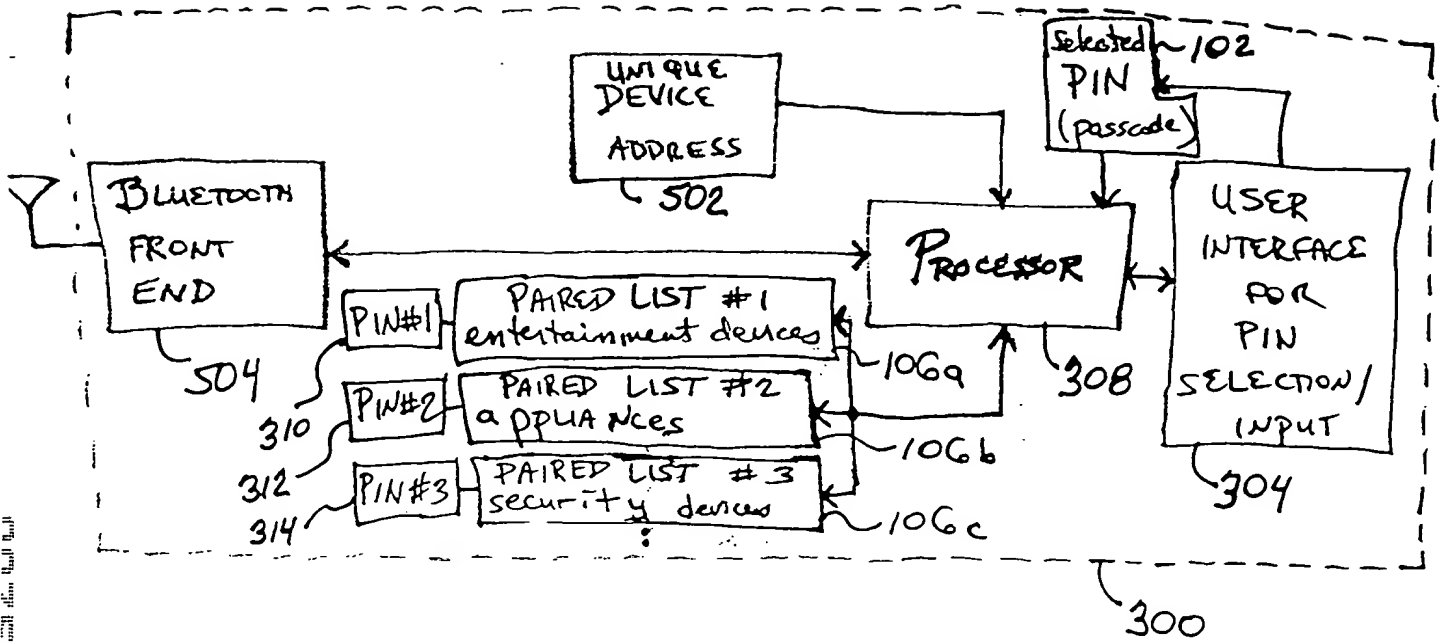 UNIQUE
DEVICE
ADDRESS
502
Selected
PIN
(passcode)
102
BLUETOOTH
FRONT
END
504
PROCESSOR
308
USER
INTERFACE
FOR
PIN
SELECTION/
INPUT
304
PIN#1
310
PAIRED LIST #1
entertainment devices
106a
PIN#2
312
PAIRED LIST #2
appliances
106b
PIN#3
314
PAIRED LIST #3
security devices
106c
300